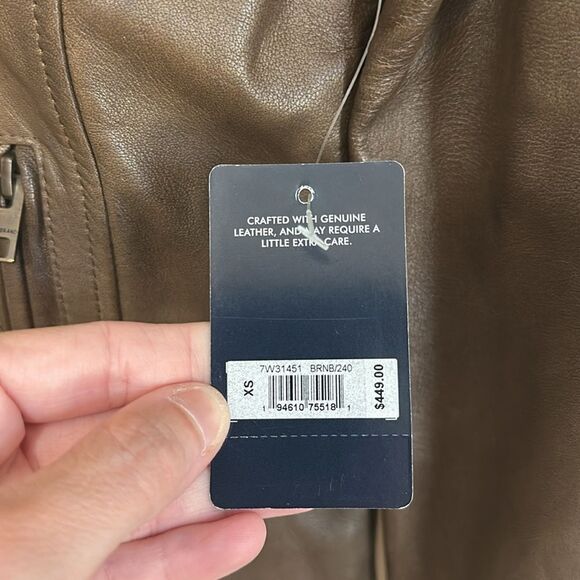 CRAFTED WITH GENUINE
LEATHER, AND MAY REQUIRE A
LITTLE EXTRA CARE.
7W31451 BRNB/240
XS
$449.00
1 94610 75518 1